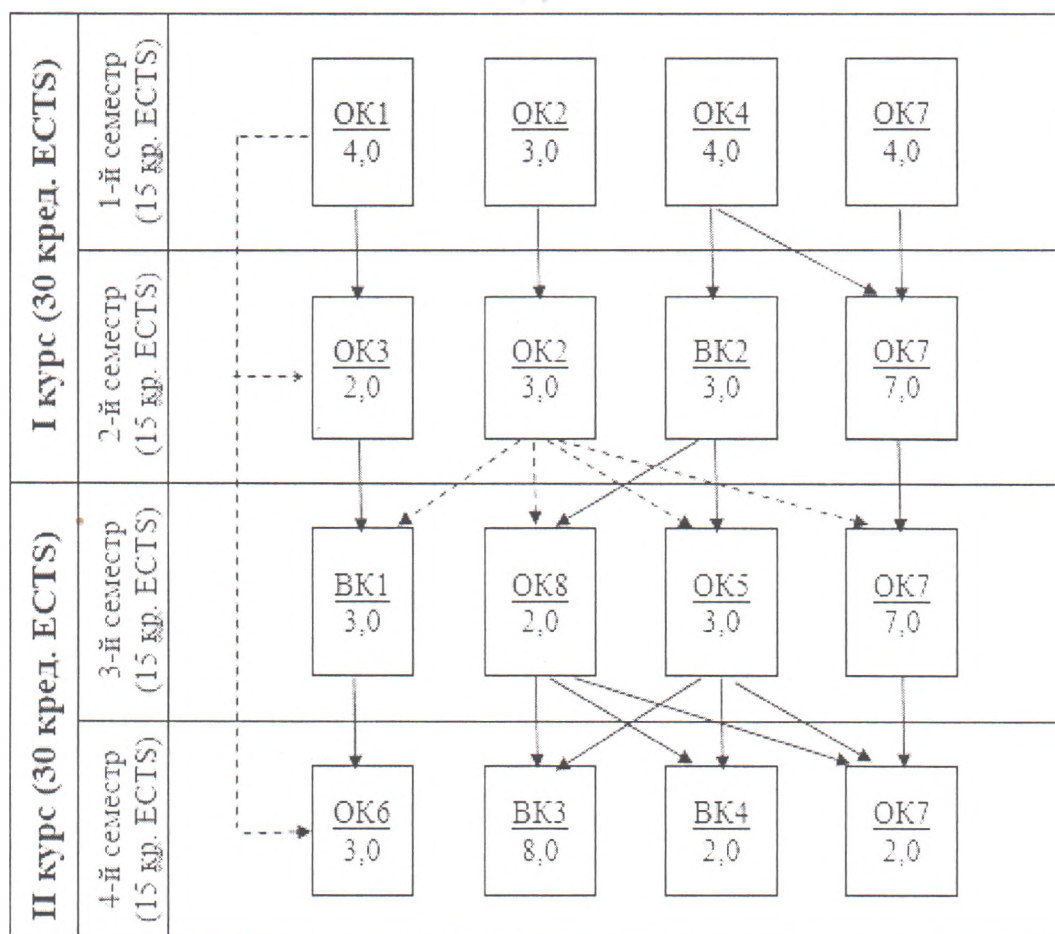 I курс (30 кред. ECTS)
1-й семестр
(15 кр. ECTS)
ОК1
4,0
ОК2
3,0
ОК4
4,0
ОК7
4,0
2-й семестр
(15 кр. ECTS)
ОК3
2,0
ОК2
3,0
ВК2
3,0
ОК7
7,0
II курс (30 кред. ECTS)
3-й семестр
(15 кр. ECTS)
ВК1
3,0
ОК8
2,0
ОК5
3,0
ОК7
7,0
4-й семестр
(15 кр. ECTS)
ОК6
3,0
ВК3
8,0
ВК4
2,0
ОК7
2,0